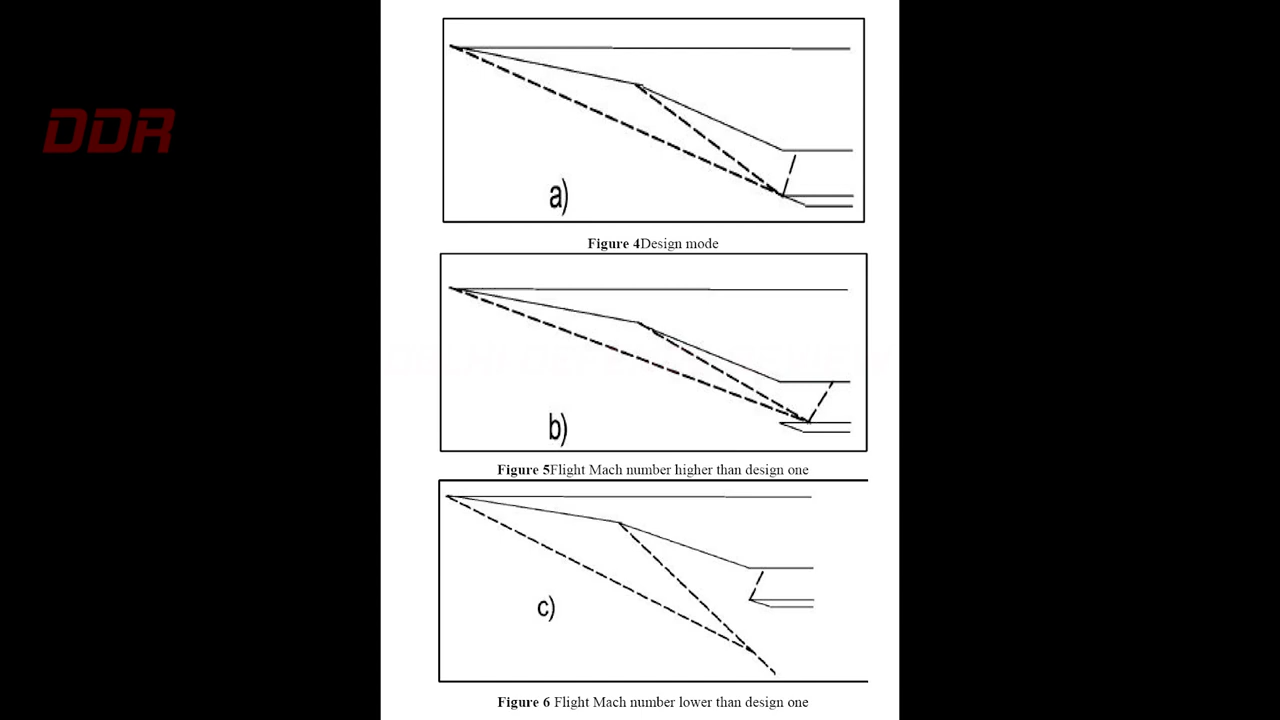 DDR
a)
Figure 4Design mode
b)
Figure 5Flight Mach number higher than design one
c)
Figure 6 Flight Mach number lower than design one